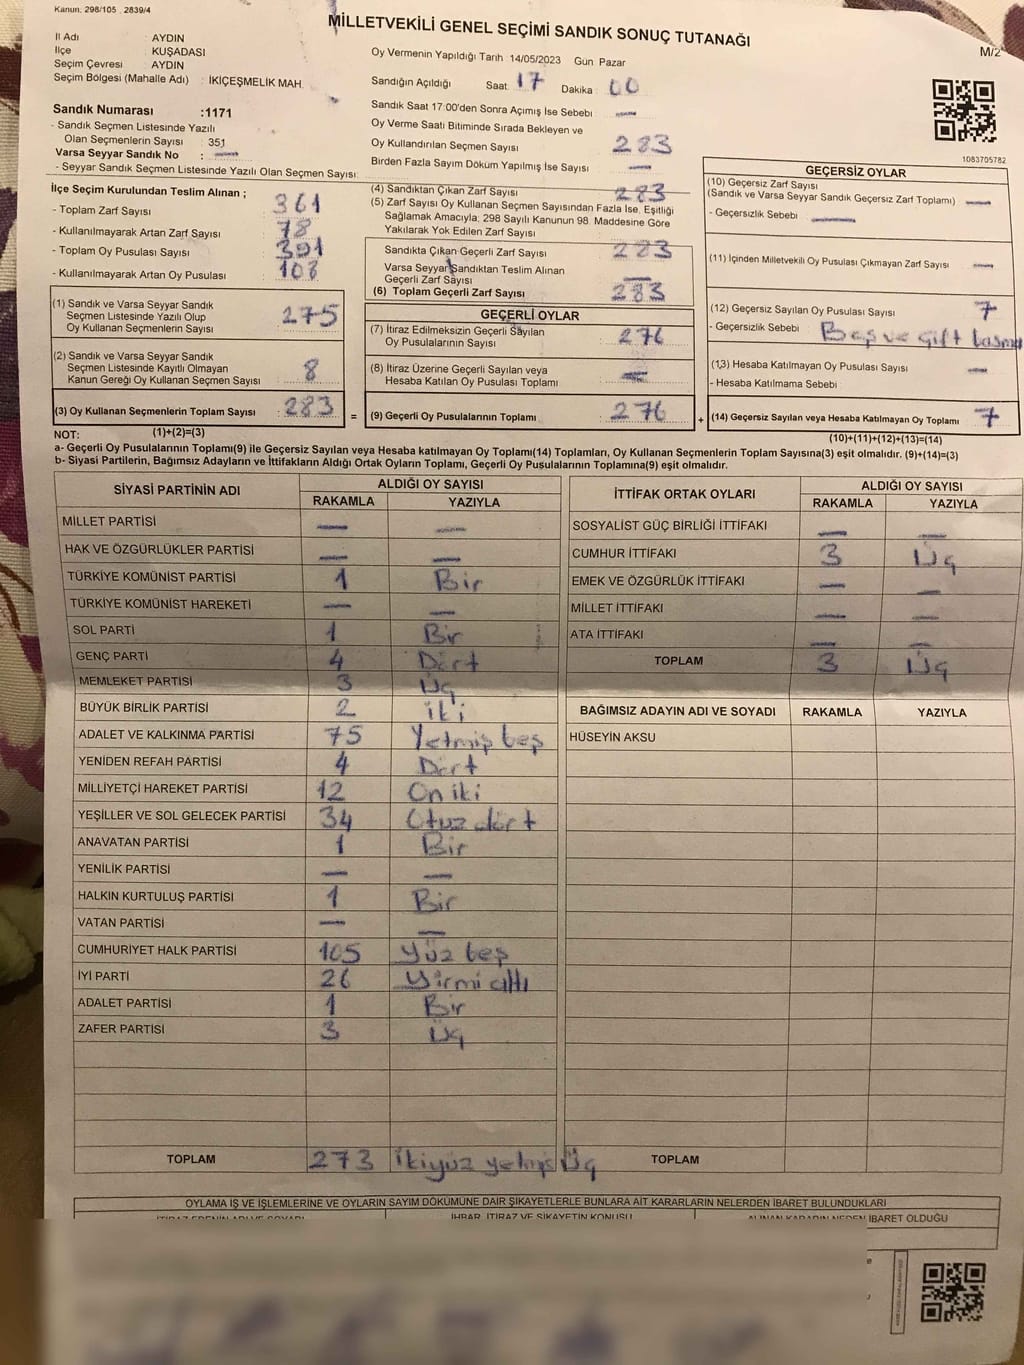 Kanun: 298/105 , 2839/4
MİLLETVEKİLİ GENEL SEÇİMİ SANDIK SONUÇ TUTANAĞI
M/2
İl Adı : AYDIN
İlçe : KUŞADASI
Seçim Çevresi : AYDIN
Seçim Bölgesi (Mahalle Adı) : İKİÇEŞMELİK MAH.
Oy Vermenin Yapıldığı Tarih : 14/05/2023 Gün : Pazar
Sandığın Açıldığı Saat : 17 Dakika : 00
Sandık Numarası :1171
- Sandık Seçmen Listesinde Yazılı
Olan Seçmenlerin Sayısı : 351
Varsa Seyyar Sandık No : —
- Seyyar Sandık Seçmen Listesinde Yazılı Olan Seçmen Sayısı:
Sandık Saat 17:00'den Sonra Açımış İse Sebebi : —
Oy Verme Saati Bitiminde Sırada Bekleyen ve
Oy Kullandırılan Seçmen Sayısı : 283
Birden Fazla Sayım Döküm Yapılmış İse Sayısı : —
1083705782
İlçe Seçim Kurulundan Teslim Alınan ;
- Toplam Zarf Sayısı : 361
- Kullanılmayarak Artan Zarf Sayısı : 78
- Toplam Oy Pusulası Sayısı : 391
- Kullanılmayarak Artan Oy Pusulası : 108
(4) Sandıktan Çıkan Zarf Sayısı : 283
(5) Zarf Sayısı Oy Kullanan Seçmen Sayısından Fazla İse, Eşitliği
Sağlamak Amacıyla; 298 Sayılı Kanunun 98. Maddesine Göre
Yakılarak Yok Edilen Zarf Sayısı
Sandıkta Çıkan Geçerli Zarf Sayısı : 283
Varsa Seyyar Sandıktan Teslim Alınan
Geçerli Zarf Sayısı : —
(6) Toplam Geçerli Zarf Sayısı : 283
GEÇERSİZ OYLAR
(10) Geçersiz Zarf Sayısı
(Sandık ve Varsa Seyyar Sandık Geçersiz Zarf Toplamı) : —
- Geçersizlik Sebebi : —
(11) İçinden Milletvekili Oy Pusulası Çıkmayan Zarf Sayısı : —
(12) Geçersiz Sayılan Oy Pusulası Sayısı : 7
- Geçersizlik Sebebi : Boş ve çift basma
(13) Hesaba Katılmayan Oy Pusulası Sayısı : —
- Hesaba Katılmama Sebebi :
(14) Geçersiz Sayılan veya Hesaba Katılmayan Oy Toplamı : 7
(10)+(11)+(12)+(13)=(14)
(1) Sandık ve Varsa Seyyar Sandık
Seçmen Listesinde Yazılı Olup
Oy Kullanan Seçmenlerin Sayısı : 275
(2) Sandık ve Varsa Seyyar Sandık
Seçmen Listesinde Kayıtlı Olmayan
Kanun Gereği Oy Kullanan Seçmen Sayısı : 8
(3) Oy Kullanan Seçmenlerin Toplam Sayısı : 283
=
(1)+(2)=(3)
GEÇERLİ OYLAR
(7) İtiraz Edilmeksizin Geçerli Sayılan
Oy Pusulalarının Sayısı : 276
(8) İtiraz Üzerine Geçerli Sayılan veya
Hesaba Katılan Oy Pusulası Toplamı : —
(9) Geçerli Oy Pusulalarının Toplamı : 276
+
NOT:
a- Geçerli Oy Pusulalarının Toplamı(9) ile Geçersiz Sayılan veya Hesaba katılmayan Oy Toplamı(14) Toplamları, Oy Kullanan Seçmenlerin Toplam Sayısına(3) eşit olmalıdır. (9)+(14)=(3)
b- Siyasi Partilerin, Bağımsız Adayların ve İttifakların Aldığı Ortak Oyların Toplamı, Geçerli Oy Pusulalarının Toplamına(9) eşit olmalıdır.
SİYASİ PARTİNİN ADI ALDIĞI OY SAYISI
RAKAMLA YAZIYLA
MİLLET PARTİSİ — —
HAK VE ÖZGÜRLÜKLER PARTİSİ — —
TÜRKİYE KOMÜNİST PARTİSİ 1 Bir
TÜRKİYE KOMÜNİST HAREKETİ — —
SOL PARTİ 1 Bir
GENÇ PARTİ 4 Dört
MEMLEKET PARTİSİ 3 Üç
BÜYÜK BİRLİK PARTİSİ 2 iki
ADALET VE KALKINMA PARTİSİ 75 Yetmiş beş
YENİDEN REFAH PARTİSİ 4 Dört
MİLLİYETÇİ HAREKET PARTİSİ 12 On iki
YEŞİLLER VE SOL GELECEK PARTİSİ 34 Otuz dört
ANAVATAN PARTİSİ 1 Bir
YENİLİK PARTİSİ — —
HALKIN KURTULUŞ PARTİSİ 1 Bir
VATAN PARTİSİ — —
CUMHURİYET HALK PARTİSİ 105 Yüz beş
İYİ PARTİ 26 Yirmi altı
ADALET PARTİSİ 1 Bir
ZAFER PARTİSİ 3 Üç
TOPLAM 273 ikiyüz yetmiş Üç
İTTİFAK ORTAK OYLARI ALDIĞI OY SAYISI
RAKAMLA YAZIYLA
SOSYALİST GÜÇ BİRLİĞİ İTTİFAKI — —
CUMHUR İTTİFAKI 3 Üç
EMEK VE ÖZGÜRLÜK İTTİFAKI — —
MİLLET İTTİFAKI — —
ATA İTTİFAKI — —
TOPLAM 3 Üç
BAĞIMSIZ ADAYIN ADI VE SOYADI RAKAMLA YAZIYLA
HÜSEYİN AKSU
TOPLAM
OYLAMA İŞ VE İŞLEMLERİNE VE OYLARIN SAYIM DÖKÜMÜNE DAİR ŞİKAYETLERLE BUNLARA AİT KARARLARIN NELERDEN İBARET BULUNDUKLARI
İTİRAZ EDENİN ADI VE SOYADI İHBAR, İTİRAZ VE ŞİKAYETİN KONUSU ALINAN KARARIN NEDEN İBARET OLDUĞU